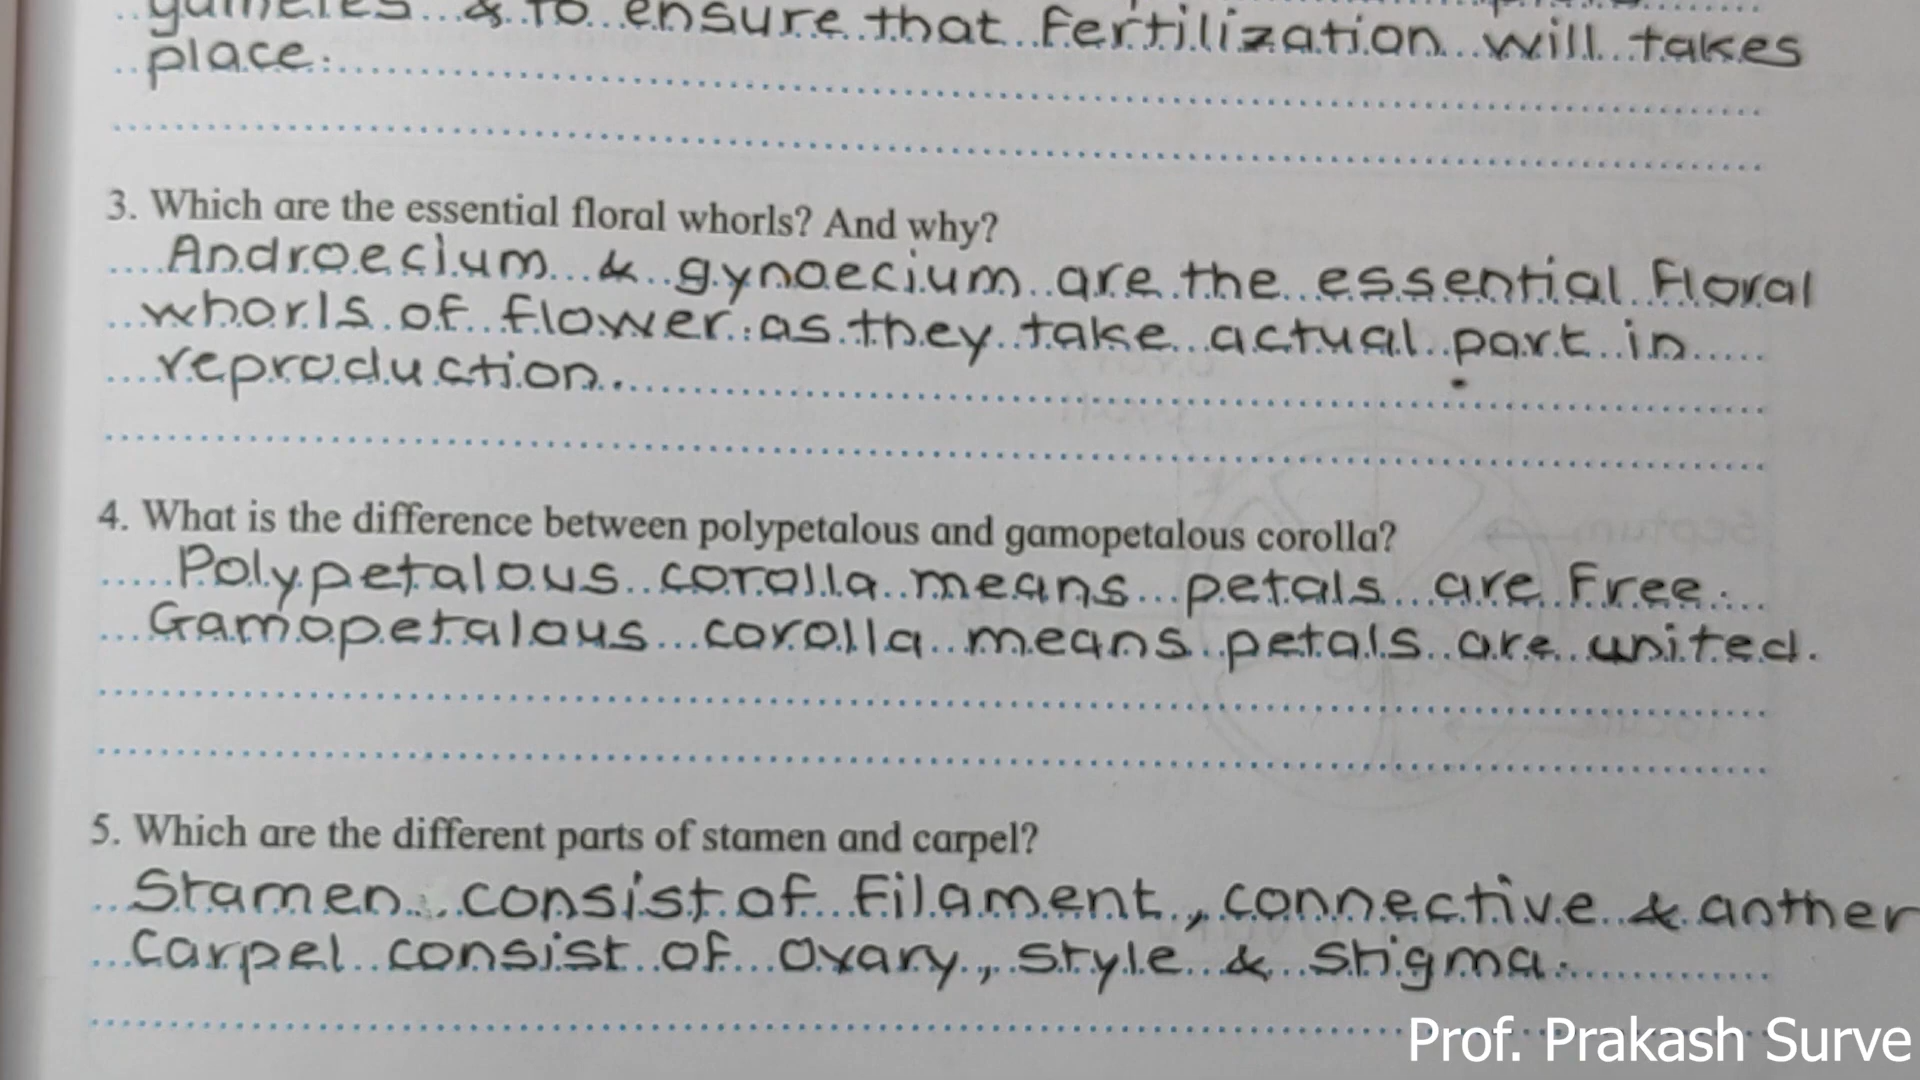 gametes & to ensure that fertilization will takes
place.
3. Which are the essential floral whorls? And why?
Androecium & gynoecium are the essential floral
whorls of flower as they take actual part in
reproduction.
4. What is the difference between polypetalous and gamopetalous corolla?
Polypetalous corolla means petals are free.
Gamopetalous corolla means petals are united.
5. Which are the different parts of stamen and carpel?
Stamen consist of filament, connective & anther
Carpel consist of ovary, style & stigma.
Prof. Prakash Surve